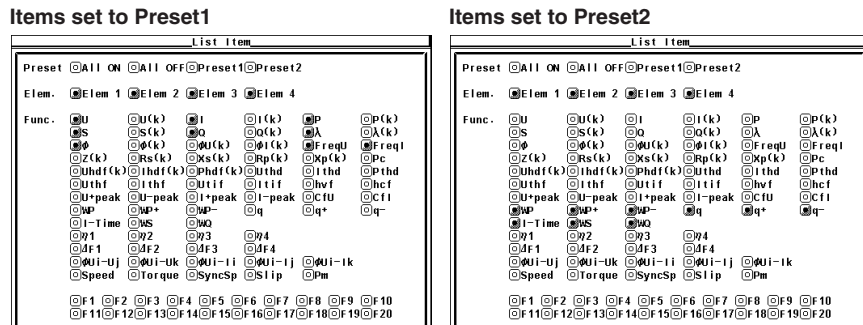 Items set to Preset1
List Item
Preset All ON All OFF Preset1 Preset2
Elem. Elem 1 Elem 2 Elem 3 Elem 4
Func. U U(k) I I(k) P P(k)
S S(k) Q Q(k) λ λ(k)
ϕ ϕ(k) ϕU(k) ϕI(k) FreqU FreqI
Z(k) Rs(k) Xs(k) Rp(k) Xp(k) Pc
Uhdf(k) Ihdf(k) Phdf(k) Uthd Ithd Pthd
Uthf Ithf Utif Itif hvf hcf
U+peak U-peak I+peak I-peak CfU CfI
WP WP+ WP- q q+ q-
I-Time WS WQ
η1 η2 η3 η4
ΔF1 ΔF2 ΔF3 ΔF4
ϕUi-Uj ϕUi-Uk ϕUi-Ii ϕUi-Ij ϕUi-Ik
Speed Torque SyncSp Slip Pm
F1 F2 F3 F4 F5 F6 F7 F8 F9 F10
F11 F12 F13 F14 F15 F16 F17 F18 F19 F20
Items set to Preset2
List Item
Preset All ON All OFF Preset1 Preset2
Elem. Elem 1 Elem 2 Elem 3 Elem 4
Func. U U(k) I I(k) P P(k)
S S(k) Q Q(k) λ λ(k)
ϕ ϕ(k) ϕU(k) ϕI(k) FreqU FreqI
Z(k) Rs(k) Xs(k) Rp(k) Xp(k) Pc
Uhdf(k) Ihdf(k) Phdf(k) Uthd Ithd Pthd
Uthf Ithf Utif Itif hvf hcf
U+peak U-peak I+peak I-peak CfU CfI
WP WP+ WP- q q+ q-
I-Time WS WQ
η1 η2 η3 η4
ΔF1 ΔF2 ΔF3 ΔF4
ϕUi-Uj ϕUi-Uk ϕUi-Ii ϕUi-Ij ϕUi-Ik
Speed Torque SyncSp Slip Pm
F1 F2 F3 F4 F5 F6 F7 F8 F9 F10
F11 F12 F13 F14 F15 F16 F17 F18 F19 F20